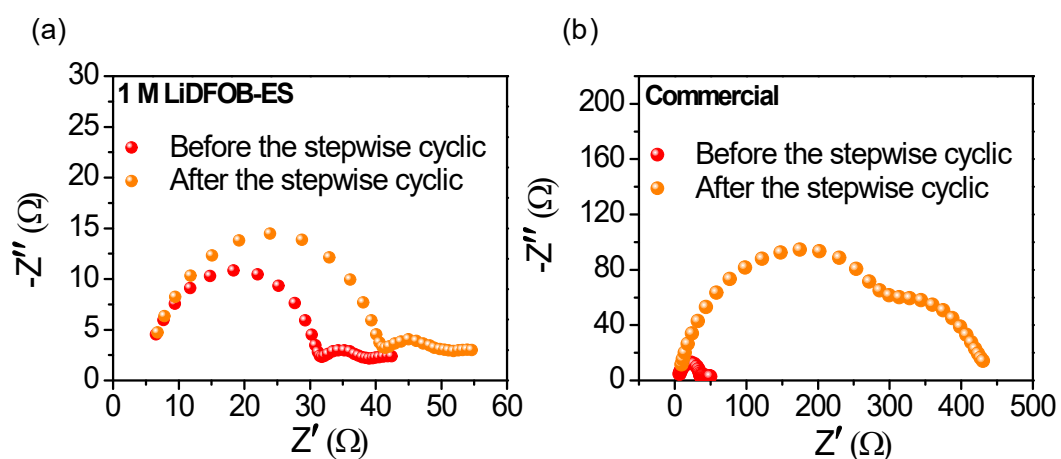 (a)
(b)
1 M LiDFOB-ES
Before the stepwise cyclic
After the stepwise cyclic
30
25
20
15
10
5
0
-Z″ (Ω)
0 10 20 30 40 50 60
Z′ (Ω)
Commercial
Before the stepwise cyclic
After the stepwise cyclic
200
160
120
80
40
0
-Z″ (Ω)
0 100 200 300 400 500
Z′ (Ω)